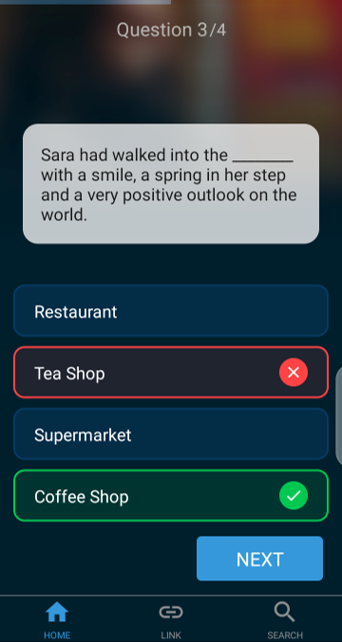 Question 3/4
Sara had walked into the ________
with a smile, a spring in her step
and a very positive outlook on the
world.
Restaurant
Tea Shop
Supermarket
Coffee Shop
NEXT
HOME LINK SEARCH